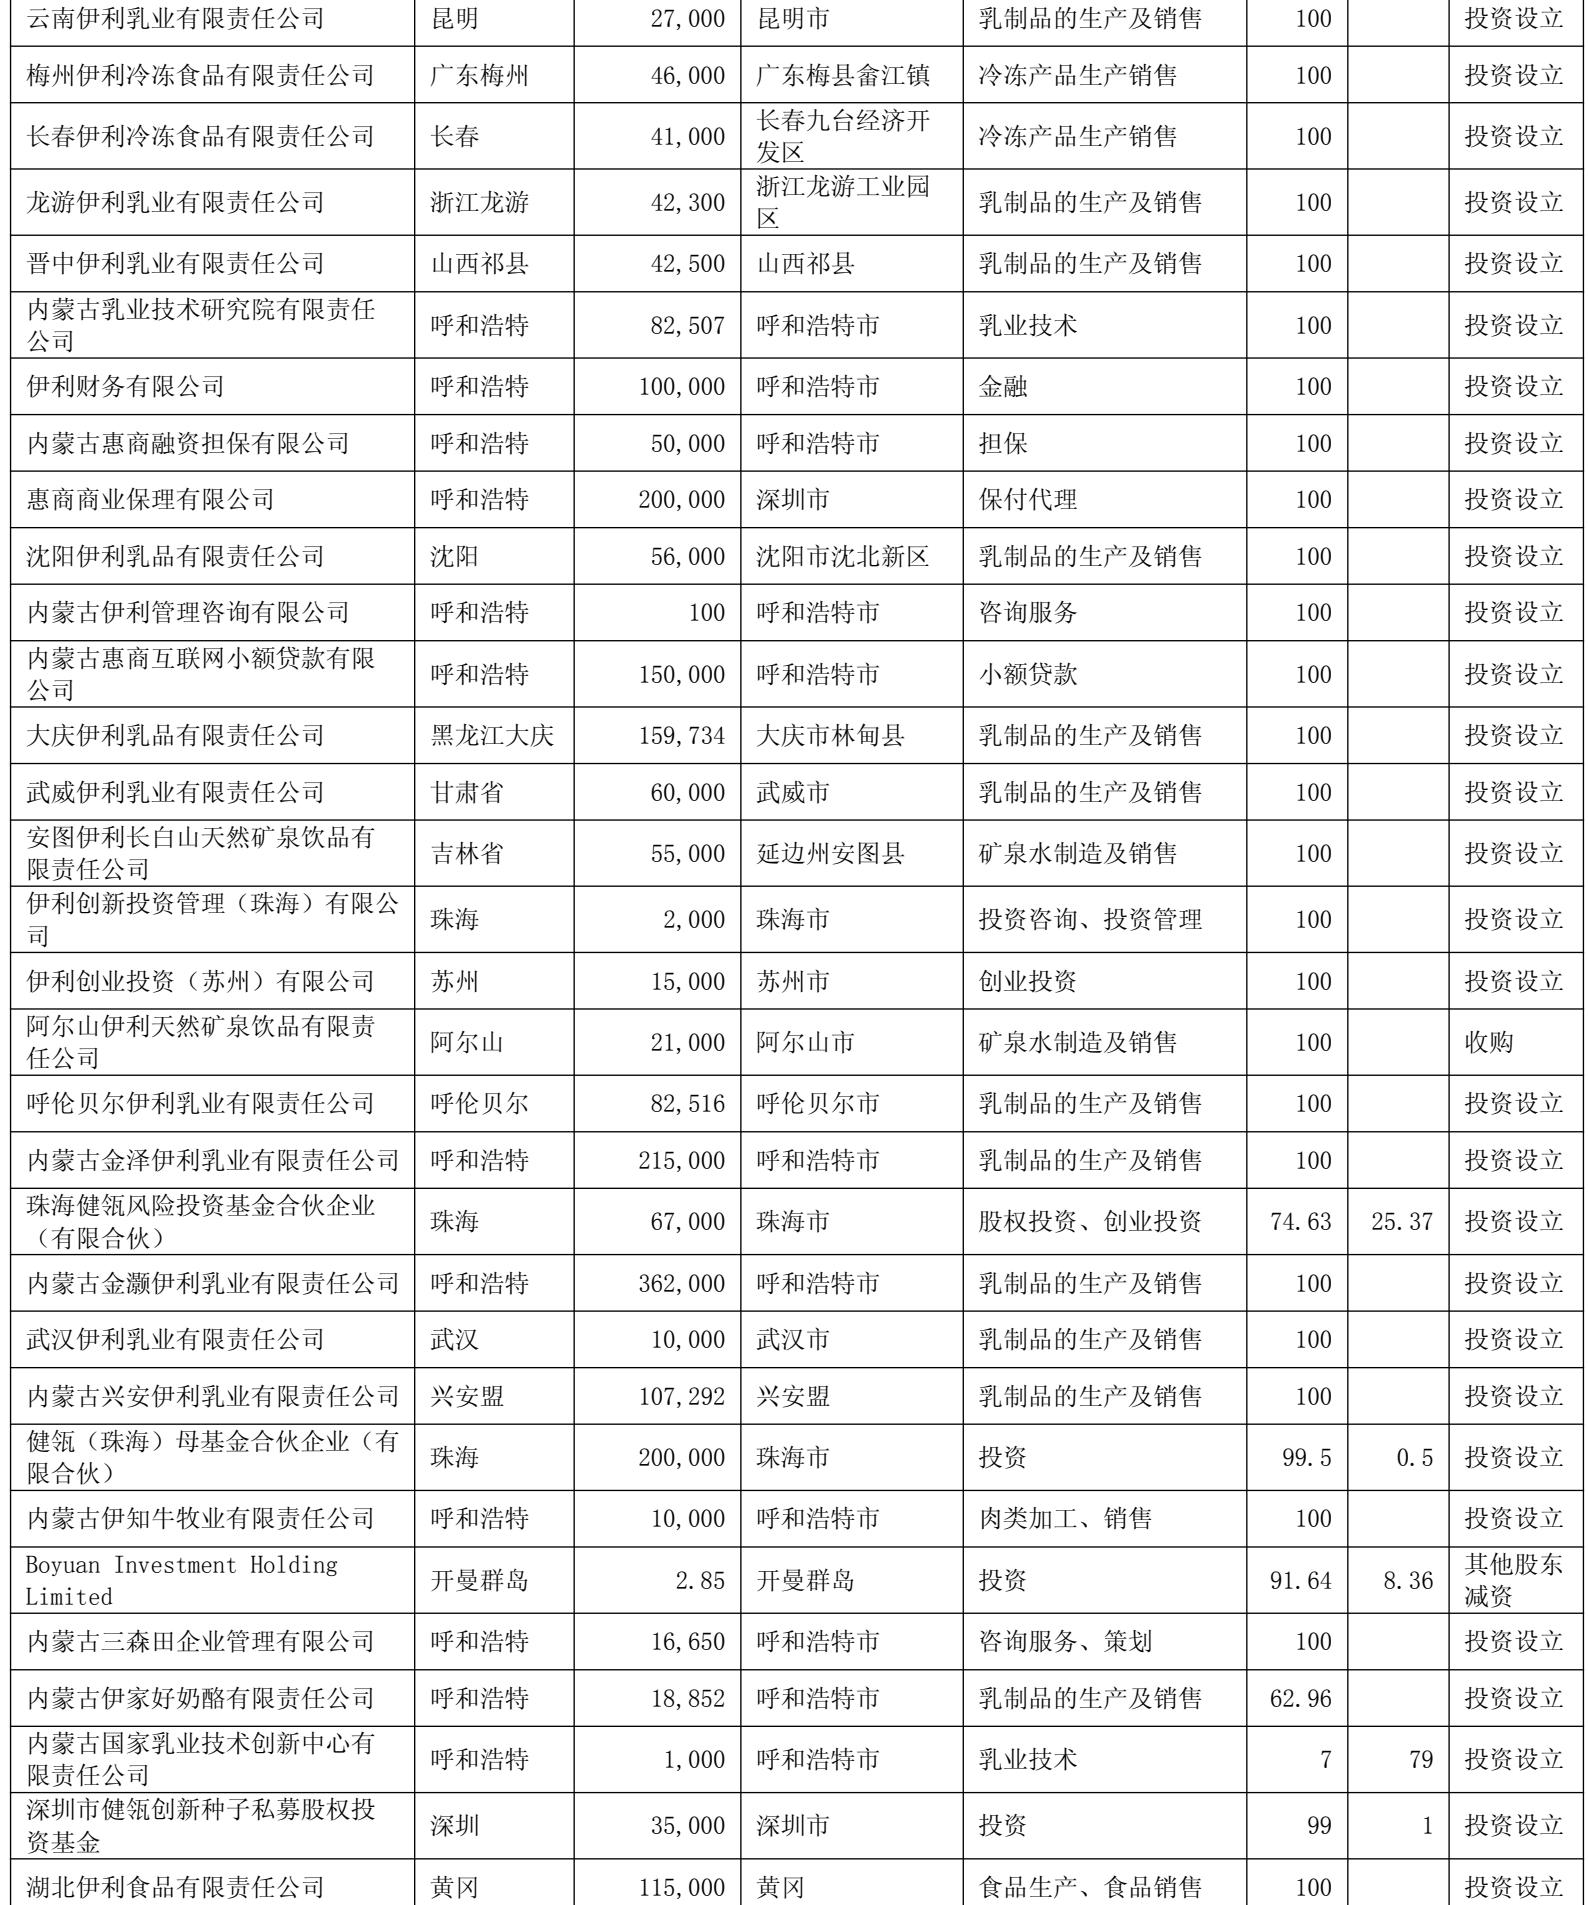 云南伊利乳业有限责任公司 昆明 27,000 昆明市 乳制品的生产及销售 100 投资设立
梅州伊利冷冻食品有限责任公司 广东梅州 46,000 广东梅县畲江镇 冷冻产品生产销售 100 投资设立
长春伊利冷冻食品有限责任公司 长春 41,000 长春九台经济开
发区 冷冻产品生产销售 100 投资设立
龙游伊利乳业有限责任公司 浙江龙游 42,300 浙江龙游工业园
区 乳制品的生产及销售 100 投资设立
晋中伊利乳业有限责任公司 山西祁县 42,500 山西祁县 乳制品的生产及销售 100 投资设立
内蒙古乳业技术研究院有限责任
公司 呼和浩特 82,507 呼和浩特市 乳业技术 100 投资设立
伊利财务有限公司 呼和浩特 100,000 呼和浩特市 金融 100 投资设立
内蒙古惠商融资担保有限公司 呼和浩特 50,000 呼和浩特市 担保 100 投资设立
惠商商业保理有限公司 呼和浩特 200,000 深圳市 保付代理 100 投资设立
沈阳伊利乳品有限责任公司 沈阳 56,000 沈阳市沈北新区 乳制品的生产及销售 100 投资设立
内蒙古伊利管理咨询有限公司 呼和浩特 100 呼和浩特市 咨询服务 100 投资设立
内蒙古惠商互联网小额贷款有限
公司 呼和浩特 150,000 呼和浩特市 小额贷款 100 投资设立
大庆伊利乳品有限责任公司 黑龙江大庆 159,734 大庆市林甸县 乳制品的生产及销售 100 投资设立
武威伊利乳业有限责任公司 甘肃省 60,000 武威市 乳制品的生产及销售 100 投资设立
安图伊利长白山天然矿泉饮品有
限责任公司 吉林省 55,000 延边州安图县 矿泉水制造及销售 100 投资设立
伊利创新投资管理（珠海）有限公
司 珠海 2,000 珠海市 投资咨询、投资管理 100 投资设立
伊利创业投资（苏州）有限公司 苏州 15,000 苏州市 创业投资 100 投资设立
阿尔山伊利天然矿泉饮品有限责
任公司 阿尔山 21,000 阿尔山市 矿泉水制造及销售 100 收购
呼伦贝尔伊利乳业有限责任公司 呼伦贝尔 82,516 呼伦贝尔市 乳制品的生产及销售 100 投资设立
内蒙古金泽伊利乳业有限责任公司 呼和浩特 215,000 呼和浩特市 乳制品的生产及销售 100 投资设立
珠海健瓴风险投资基金合伙企业
（有限合伙） 珠海 67,000 珠海市 股权投资、创业投资 74.63 25.37 投资设立
内蒙古金灏伊利乳业有限责任公司 呼和浩特 362,000 呼和浩特市 乳制品的生产及销售 100 投资设立
武汉伊利乳业有限责任公司 武汉 10,000 武汉市 乳制品的生产及销售 100 投资设立
内蒙古兴安伊利乳业有限责任公司 兴安盟 107,292 兴安盟 乳制品的生产及销售 100 投资设立
健瓴（珠海）母基金合伙企业（有
限合伙） 珠海 200,000 珠海市 投资 99.5 0.5 投资设立
内蒙古伊知牛牧业有限责任公司 呼和浩特 10,000 呼和浩特市 肉类加工、销售 100 投资设立
Boyuan Investment Holding
Limited 开曼群岛 2.85 开曼群岛 投资 91.64 8.36 其他股东
减资
内蒙古三森田企业管理有限公司 呼和浩特 16,650 呼和浩特市 咨询服务、策划 100 投资设立
内蒙古伊家好奶酪有限责任公司 呼和浩特 18,852 呼和浩特市 乳制品的生产及销售 62.96 投资设立
内蒙古国家乳业技术创新中心有
限责任公司 呼和浩特 1,000 呼和浩特市 乳业技术 7 79 投资设立
深圳市健瓴创新种子私募股权投
资基金 深圳 35,000 深圳市 投资 99 1 投资设立
湖北伊利食品有限责任公司 黄冈 115,000 黄冈 食品生产、食品销售 100 投资设立